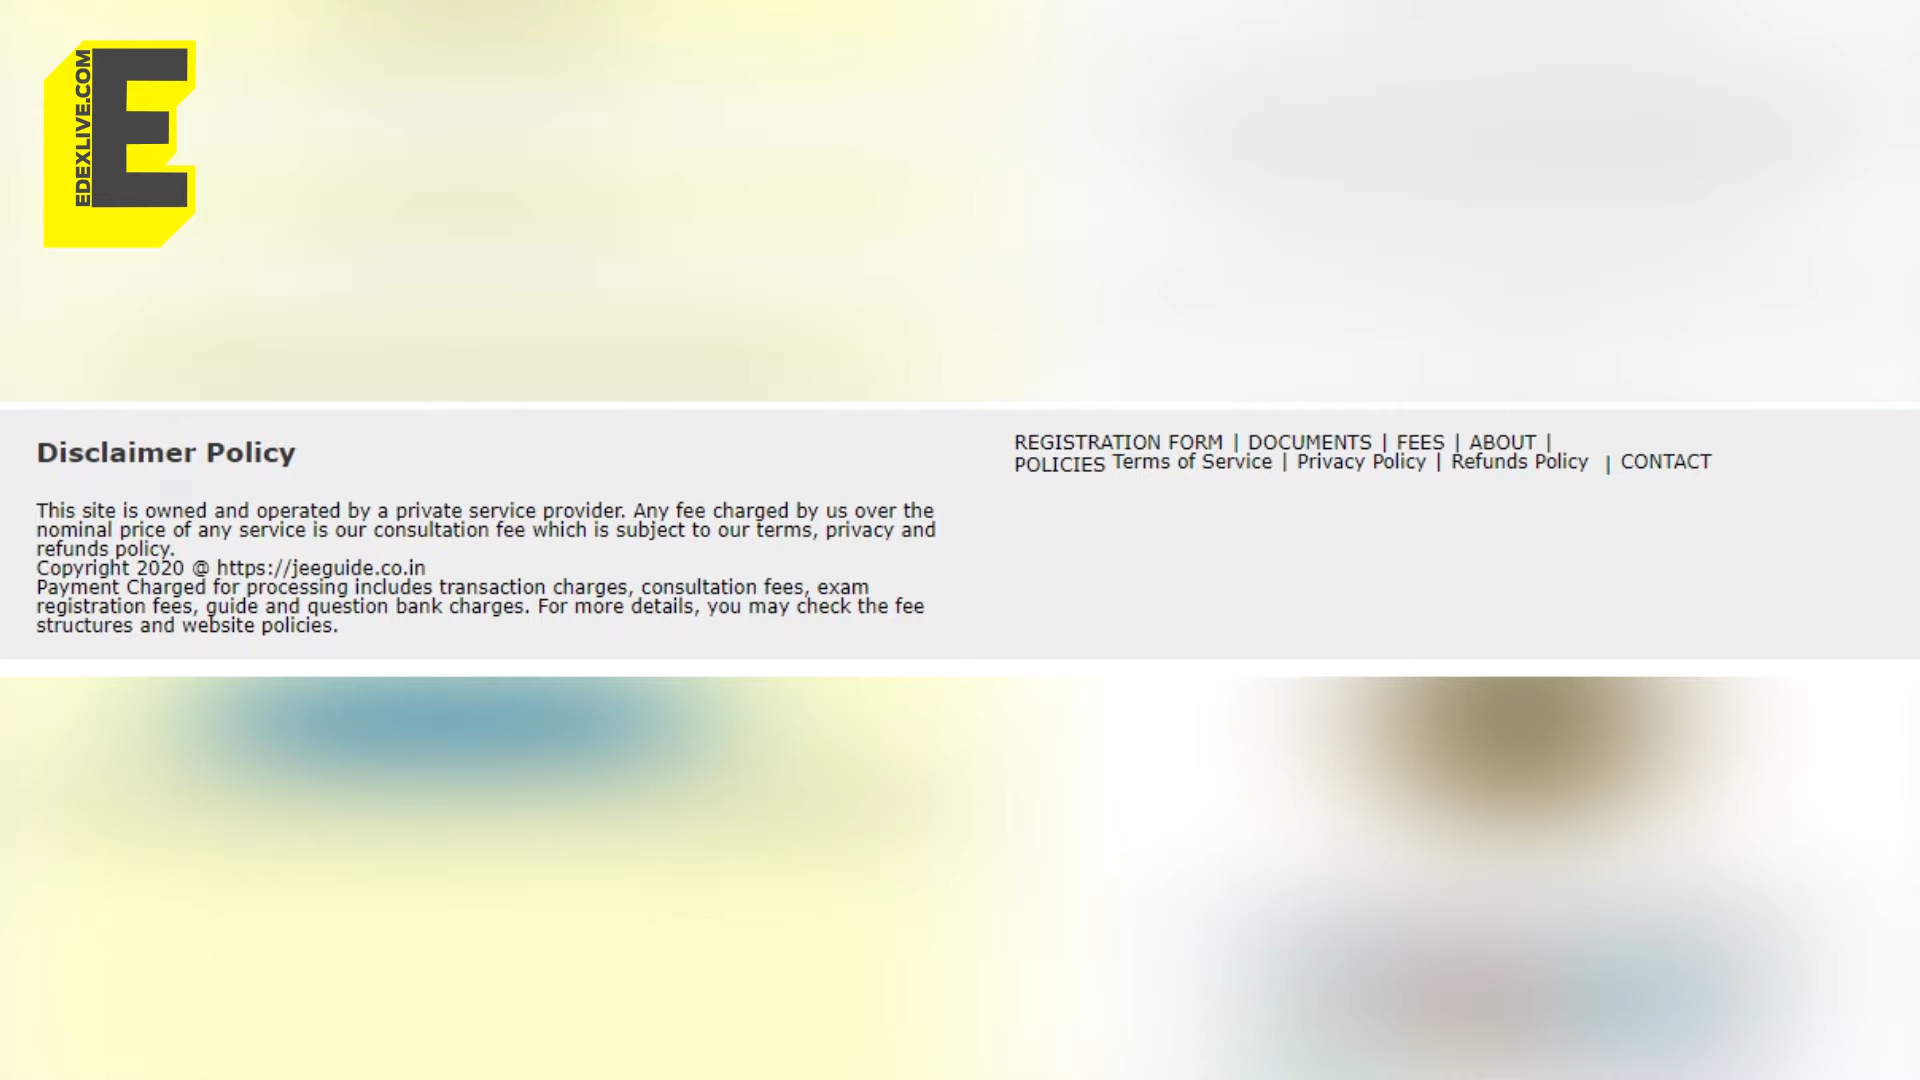 EDEXLIVE.COM
E
Disclaimer Policy
This site is owned and operated by a private service provider. Any fee charged by us over the
nominal price of any service is our consultation fee which is subject to our terms, privacy and
refunds policy.
Copyright 2020 @ https://jeeguide.co.in
Payment Charged for processing includes transaction charges, consultation fees, exam
registration fees, guide and question bank charges. For more details, you may check the fee
structures and website policies.
REGISTRATION FORM | DOCUMENTS | FEES | ABOUT |
POLICIES Terms of Service | Privacy Policy | Refunds Policy | CONTACT